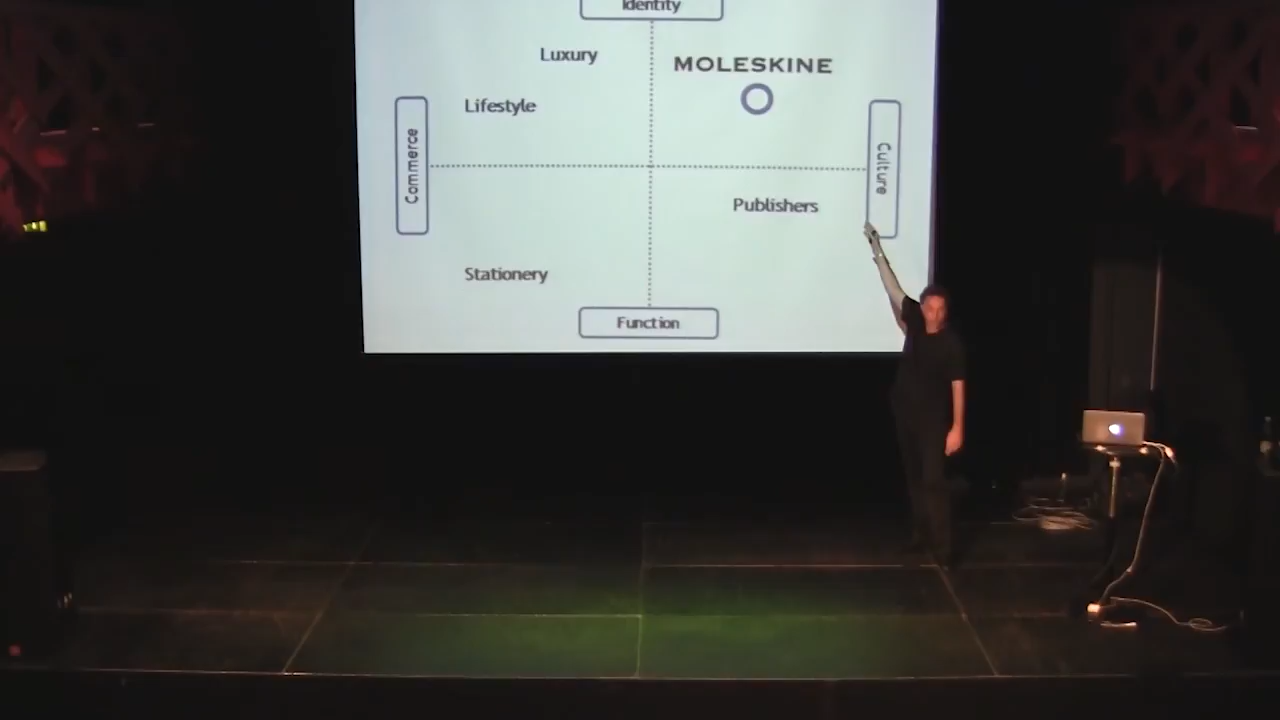 Identity
Luxury
MOLESKINE
Lifestyle
Commerce
Culture
Publishers
Stationery
Function